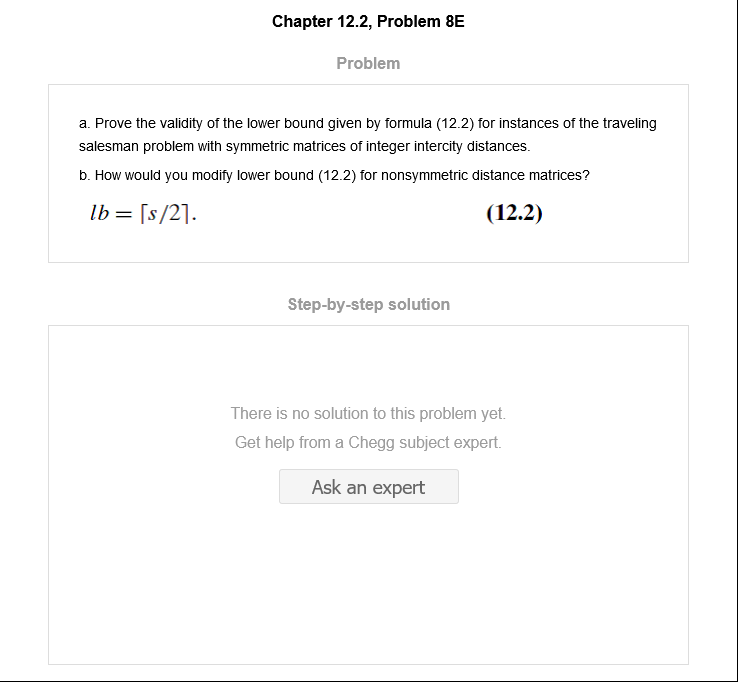 Chapter 12.2, Problem 8E
Problem
a. Prove the validity of the lower bound given by formula (12.2) for instances of the traveling
salesman problem with symmetric matrices of integer intercity distances.
b. How would you modify lower bound (12.2) for nonsymmetric distance matrices?
lb = ⌈s/2⌉. (12.2)
Step-by-step solution
There is no solution to this problem yet.
Get help from a Chegg subject expert.
Ask an expert